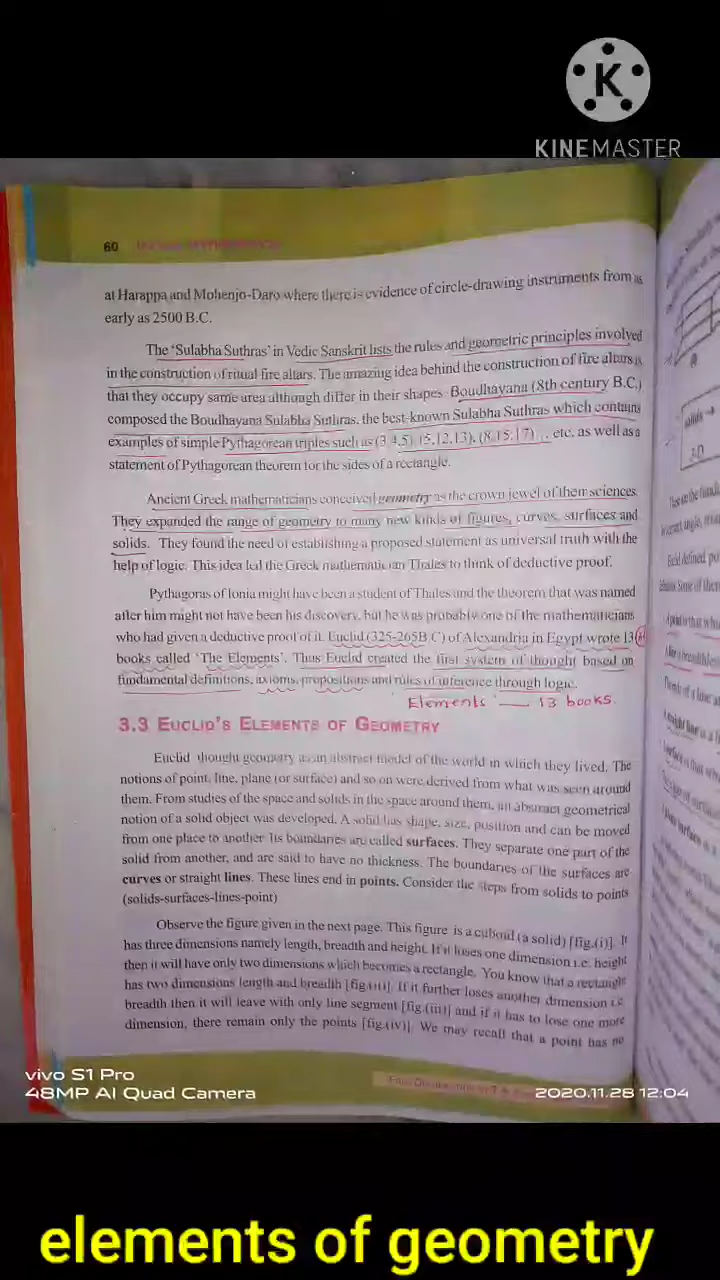 KINEMASTER
60
at Harappa and Mohenjo-Daro where there is evidence of circle-drawing instruments from as
early as 2500 B.C.
The 'Sulabha Suthras' in Vedic Sanskrit lists the rules and geometric principles involved
in the construction of ritual fire altars. The amazing idea behind the construction of fire altars is
that they occupy same area although differ in their shapes. Boudhayana (8th century B.C.)
composed the Boudhayana Sulabha Suthras, the best-known Sulabha Suthras which contains
examples of simple Pythagorean triples such as (3,4,5), (5,12,13), (8,15,17)... etc. as well as a
statement of Pythagorean theorem for the sides of a rectangle.
Ancient Greek mathematicians conceived geometry as the crown jewel of their sciences.
They expanded the range of geometry to many new kinds of figures, curves, surfaces and
solids. They found the need of establishing a proposed statement as universal truth with the
help of logic. This idea led the Greek mathematician Thales to think of deductive proof.
Pythagoras of Ionia might have been a student of Thales and the theorem that was named
after him might not have been his discovery, but he was probably one of the mathematicians
who had given a deductive proof of it. Euclid (325-265B.C) of Alexandria in Egypt wrote 13
books called 'The Elements'. Thus Euclid created the first system of thought based on
fundamental definitions, axioms, propositions and rules of inference through logic.
Elements — 13 books.
3.3 EUCLID'S ELEMENTS OF GEOMETRY
Euclid thought geometry as an abstract model of the world in which they lived. The
notions of point, line, plane (or surface) and so on were derived from what was seen around
them. From studies of the space and solids in the space around them, an abstract geometrical
notion of a solid object was developed. A solid has shape, size, position and can be moved
from one place to another. Its boundaries are called surfaces. They separate one part of the
solid from another, and are said to have no thickness. The boundaries of the surfaces are
curves or straight lines. These lines end in points. Consider the steps from solids to points
(solids-surfaces-lines-point)
Observe the figure given in the next page. This figure is a cuboid (a solid) [fig.(i)]. It
has three dimensions namely length, breadth and height. If it loses one dimension i.e. height
then it will have only two dimensions which becomes a rectangle. You know that a rectangle
has two dimensions length and breadth [fig.(ii)]. If it further loses another dimension i.e.
breadth then it will leave with only line segment [fig.(iii)] and if it has to lose one more
dimension, there remain only the points [fig.(iv)]. We may recall that a point has no
vivo S1 Pro
48MP AI Quad Camera
2020.11.28 12:04
elements of geometry